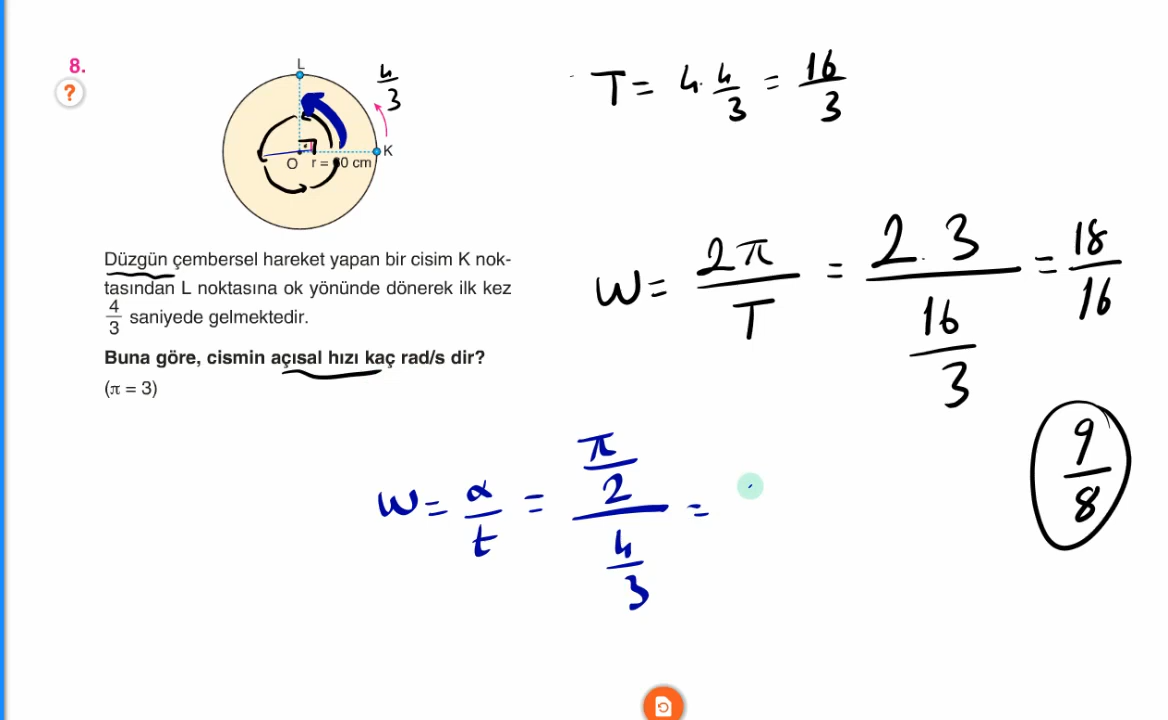 8.
?
L
4/3
K
O r = 0 cm
T = 4 . 4/3 = 16/3
Düzgün çembersel hareket yapan bir cisim K nok-
tasından L noktasına ok yönünde dönerek ilk kez
4/3 saniyede gelmektedir.
Buna göre, cismin açısal hızı kaç rad/s dir?
(π = 3)
W = 2π/T = 2.3/(16/3) = 18/16
9/8
W = α/t = (π/2)/(4/3) =